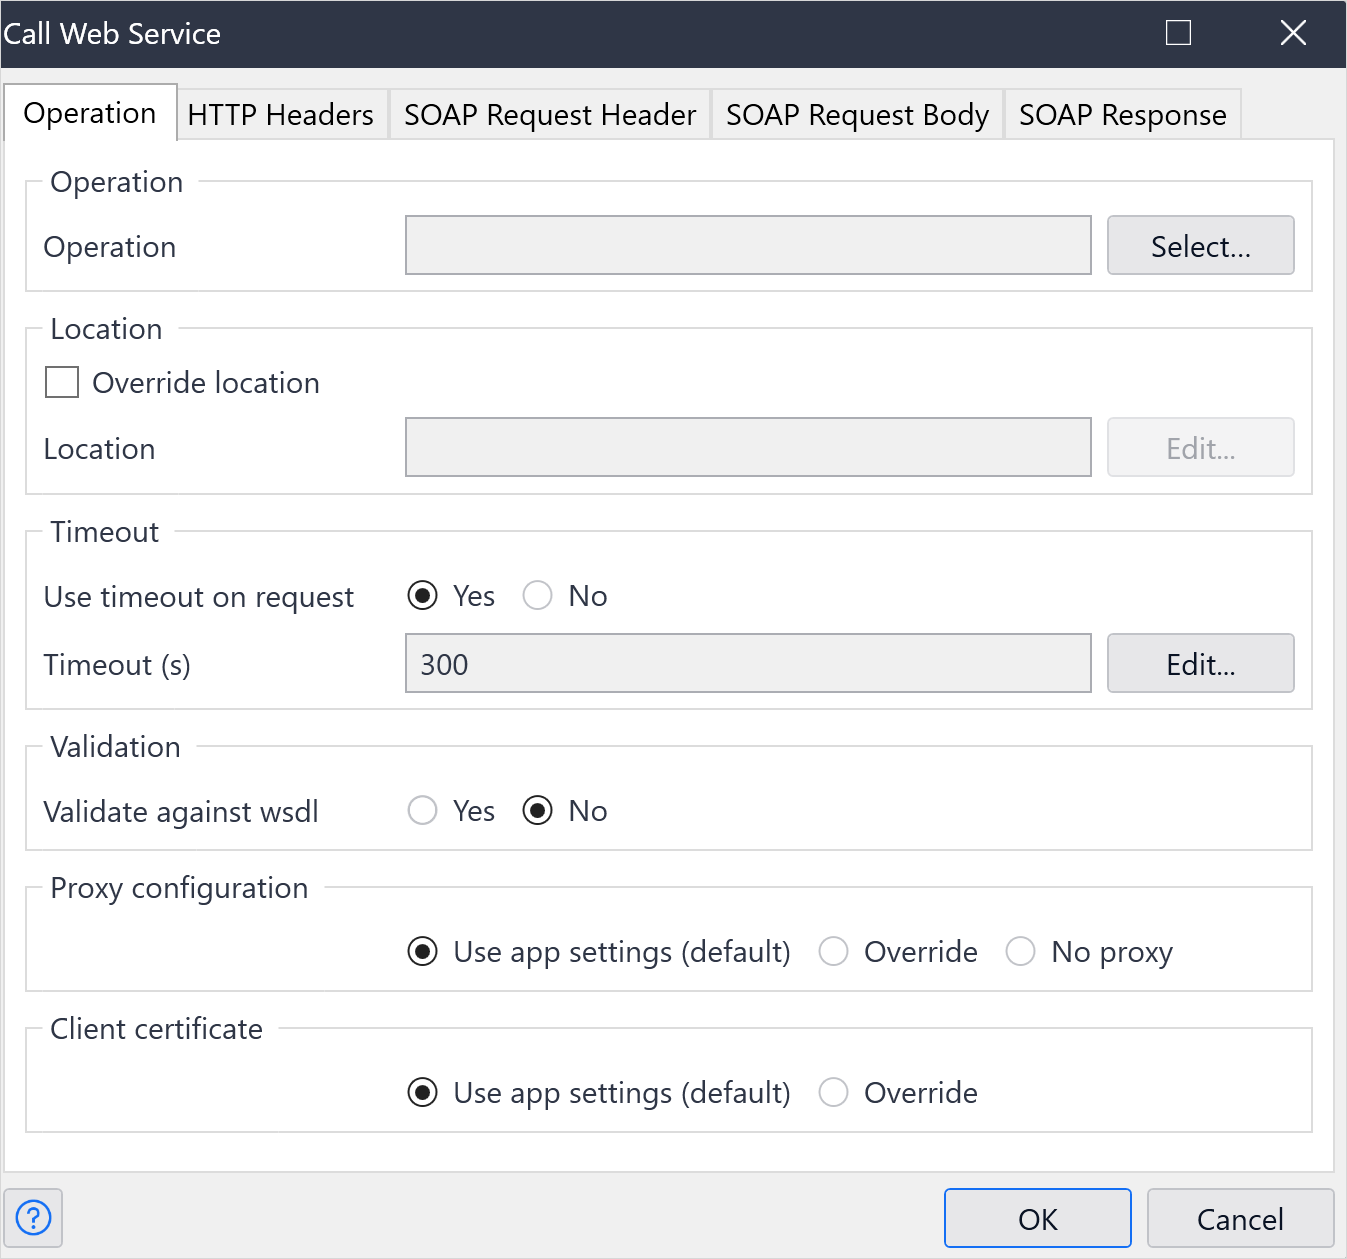 Call Web Service
Operation HTTP Headers SOAP Request Header SOAP Request Body SOAP Response
Operation
Operation Select...
Location
Override location
Location Edit...
Timeout
Use timeout on request Yes No
Timeout (s) 300 Edit...
Validation
Validate against wsdl Yes No
Proxy configuration
Use app settings (default) Override No proxy
Client certificate
Use app settings (default) Override
? OK Cancel